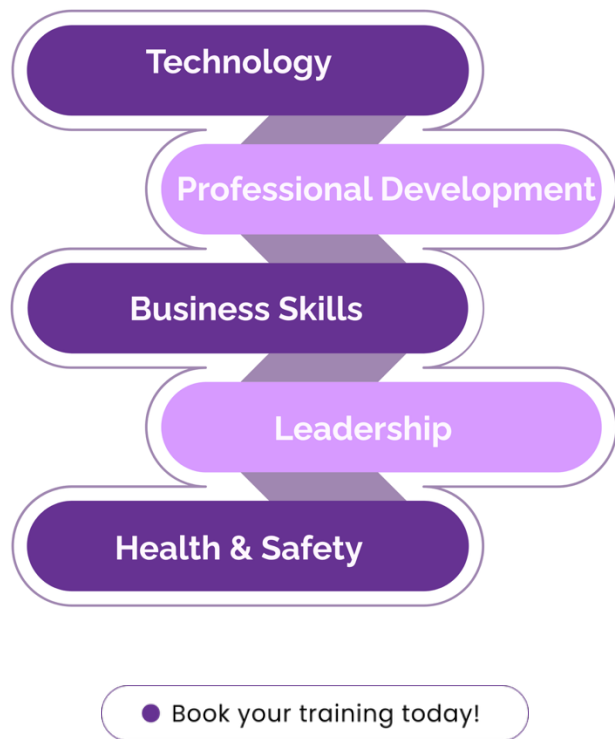 Technology
Professional Development
Business Skills
Leadership
Health & Safety
Book your training today!